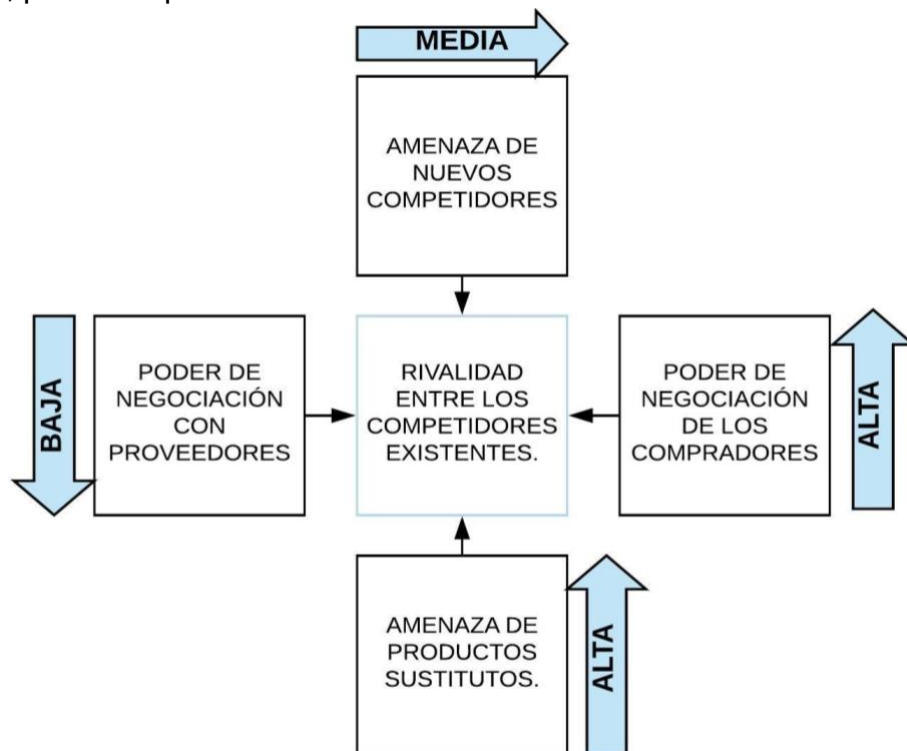 MEDIA
AMENAZA DE
NUEVOS
COMPETIDORES
BAJA
PODER DE
NEGOCIACIÓN
CON
PROVEEDORES
RIVALIDAD
ENTRE LOS
COMPETIDORES
EXISTENTES.
PODER DE
NEGOCIACIÓN
DE LOS
COMPRADORES
ALTA
AMENAZA DE
PRODUCTOS
SUSTITUTOS.
ALTA